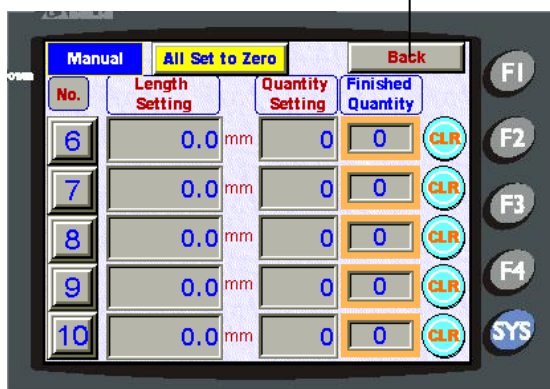 Manual All Set to Zero Back
No. Length Setting Quantity Setting Finished Quantity
6 0.0 mm 0 0 CLR
7 0.0 mm 0 0 CLR
8 0.0 mm 0 0 CLR
9 0.0 mm 0 0 CLR
10 0.0 mm 0 0 CLR
F1
F2
F3
F4
SYS